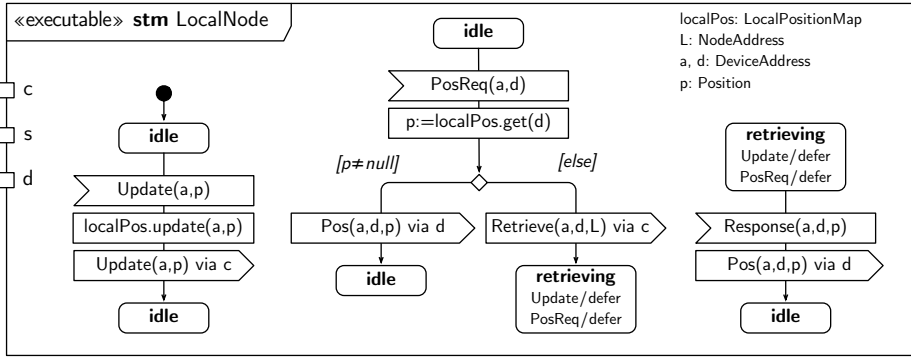 «executable» stm LocalNode
localPos: LocalPositionMap
L: NodeAddress
a, d: DeviceAddress
p: Position
c
s
d
idle
Update(a,p)
localPos.update(a,p)
Update(a,p) via c
idle
idle
PosReq(a,d)
p:=localPos.get(d)
[p≠null]
[else]
Pos(a,d,p) via d
idle
Retrieve(a,d,L) via c
retrieving
Update/defer
PosReq/defer
retrieving
Update/defer
PosReq/defer
Response(a,d,p)
Pos(a,d,p) via d
idle